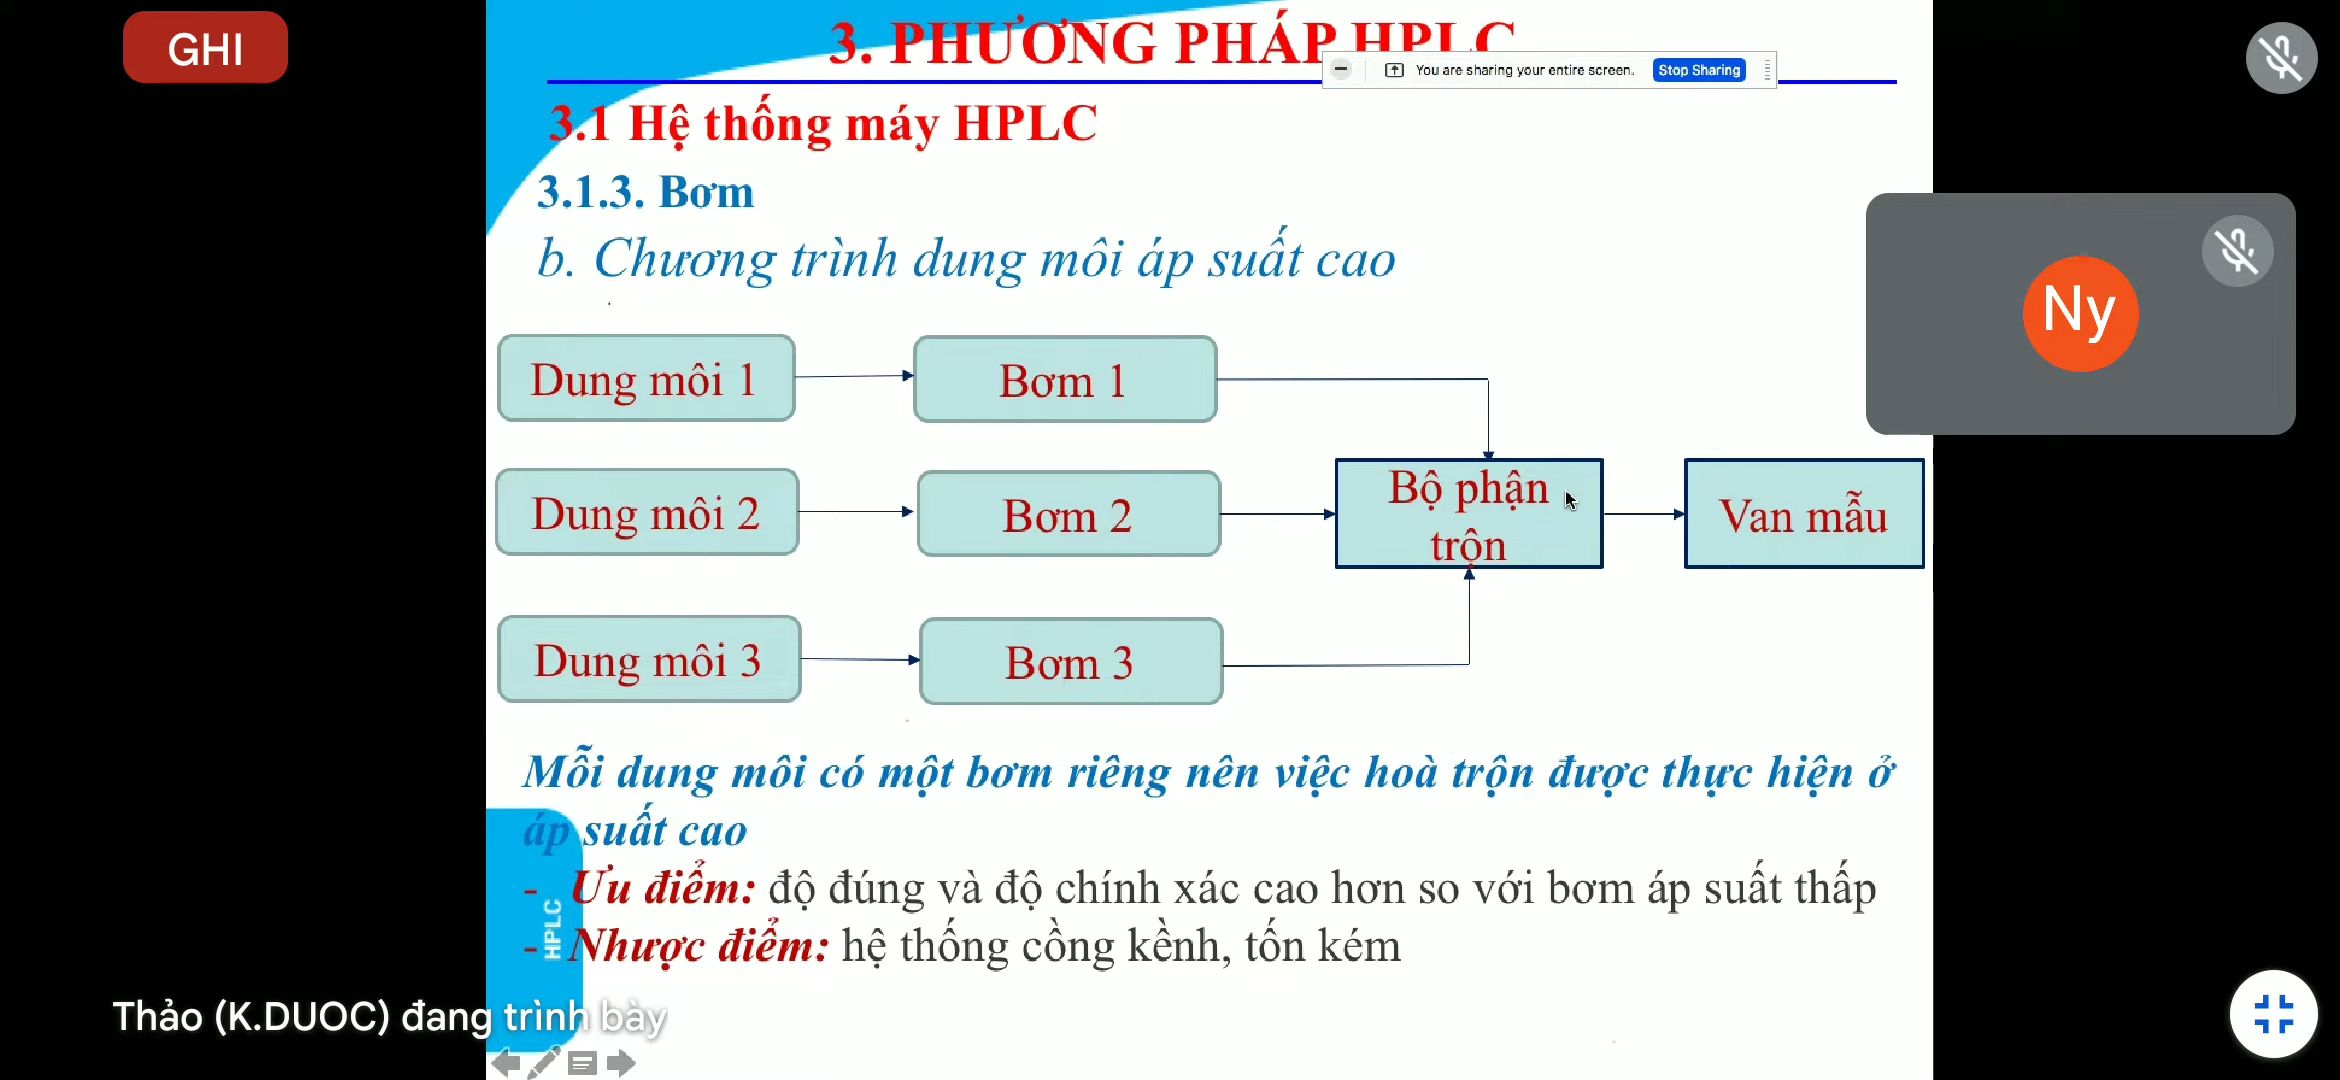 GHI
3. PHƯƠNG PHÁP HPLC
You are sharing your entire screen. Stop Sharing
3.1 Hệ thống máy HPLC
3.1.3. Bơm
b. Chương trình dung môi áp suất cao
Ny
Dung môi 1
Bơm 1
Dung môi 2
Bơm 2
Bộ phận
trộn
Van mẫu
Dung môi 3
Bơm 3
Mỗi dung môi có một bơm riêng nên việc hoà trộn được thực hiện ở
áp suất cao
- Ưu điểm: độ đúng và độ chính xác cao hơn so với bơm áp suất thấp
- Nhược điểm: hệ thống cồng kềnh, tốn kém
HPLC
Thảo (K.DUOC) đang trình bày